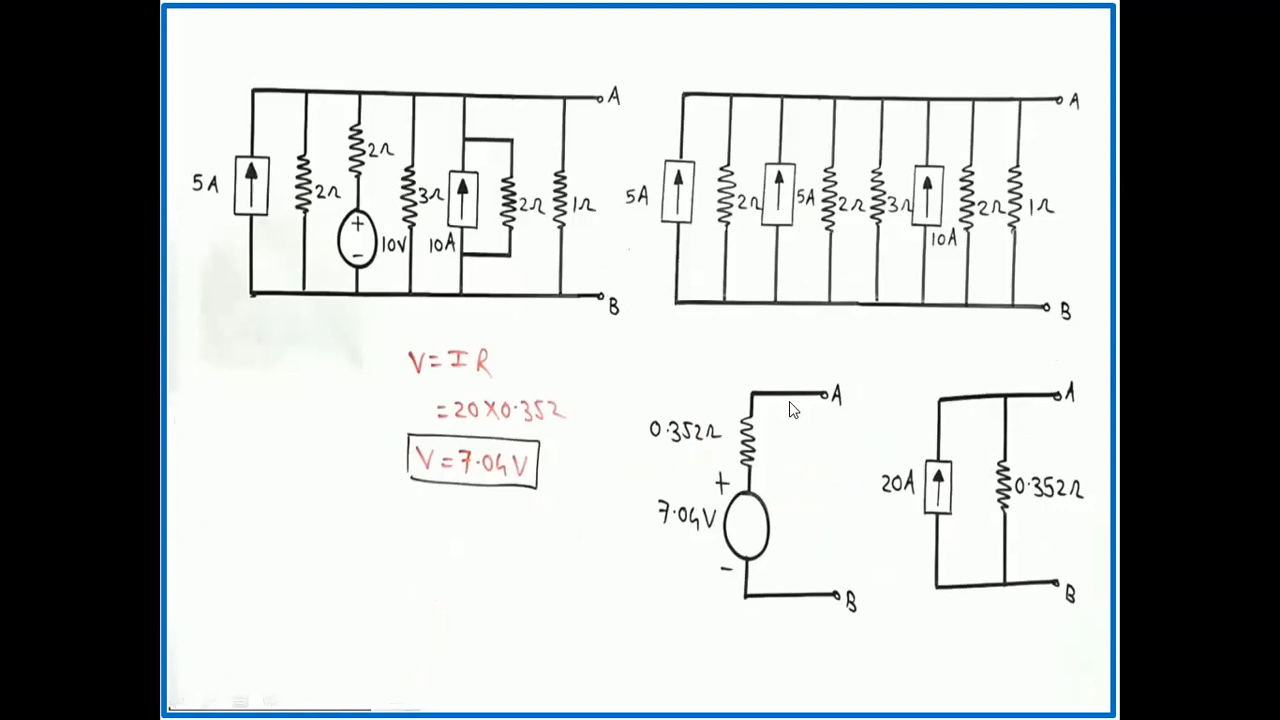 A
5A
2Ω
2Ω
+
-
10V
3Ω
10A
2Ω
1Ω
B
A
5A
2Ω
5A
2Ω
3Ω
10A
2Ω
1Ω
B
V = I R
= 20 X 0.352
V = 7.04V
A
0.352Ω
+
7.04V
-
B
A
20A
0.352Ω
B